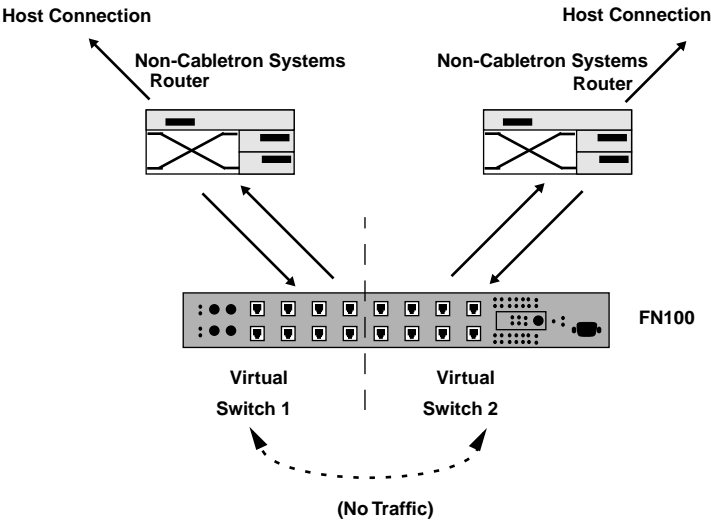 Host Connection
Host Connection
Non-Cabletron Systems
Router
Non-Cabletron Systems
Router
FN100
Virtual
Switch 1
Virtual
Switch 2
(No Traffic)